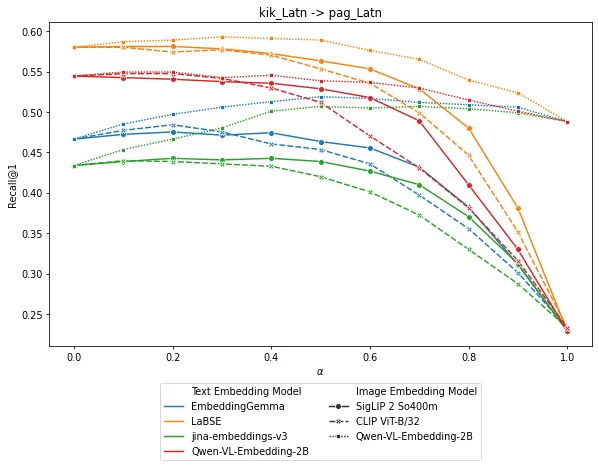 kik_Latn -> pag_Latn
0.60
0.55
0.50
0.45
0.40
0.35
0.30
0.25
Recall@1
0.0 0.2 0.4 0.6 0.8 1.0
α
Text Embedding Model Image Embedding Model
EmbeddingGemma SigLIP 2 So400m
LaBSE CLIP ViT-B/32
jina-embeddings-v3 Qwen-VL-Embedding-2B
Qwen-VL-Embedding-2B